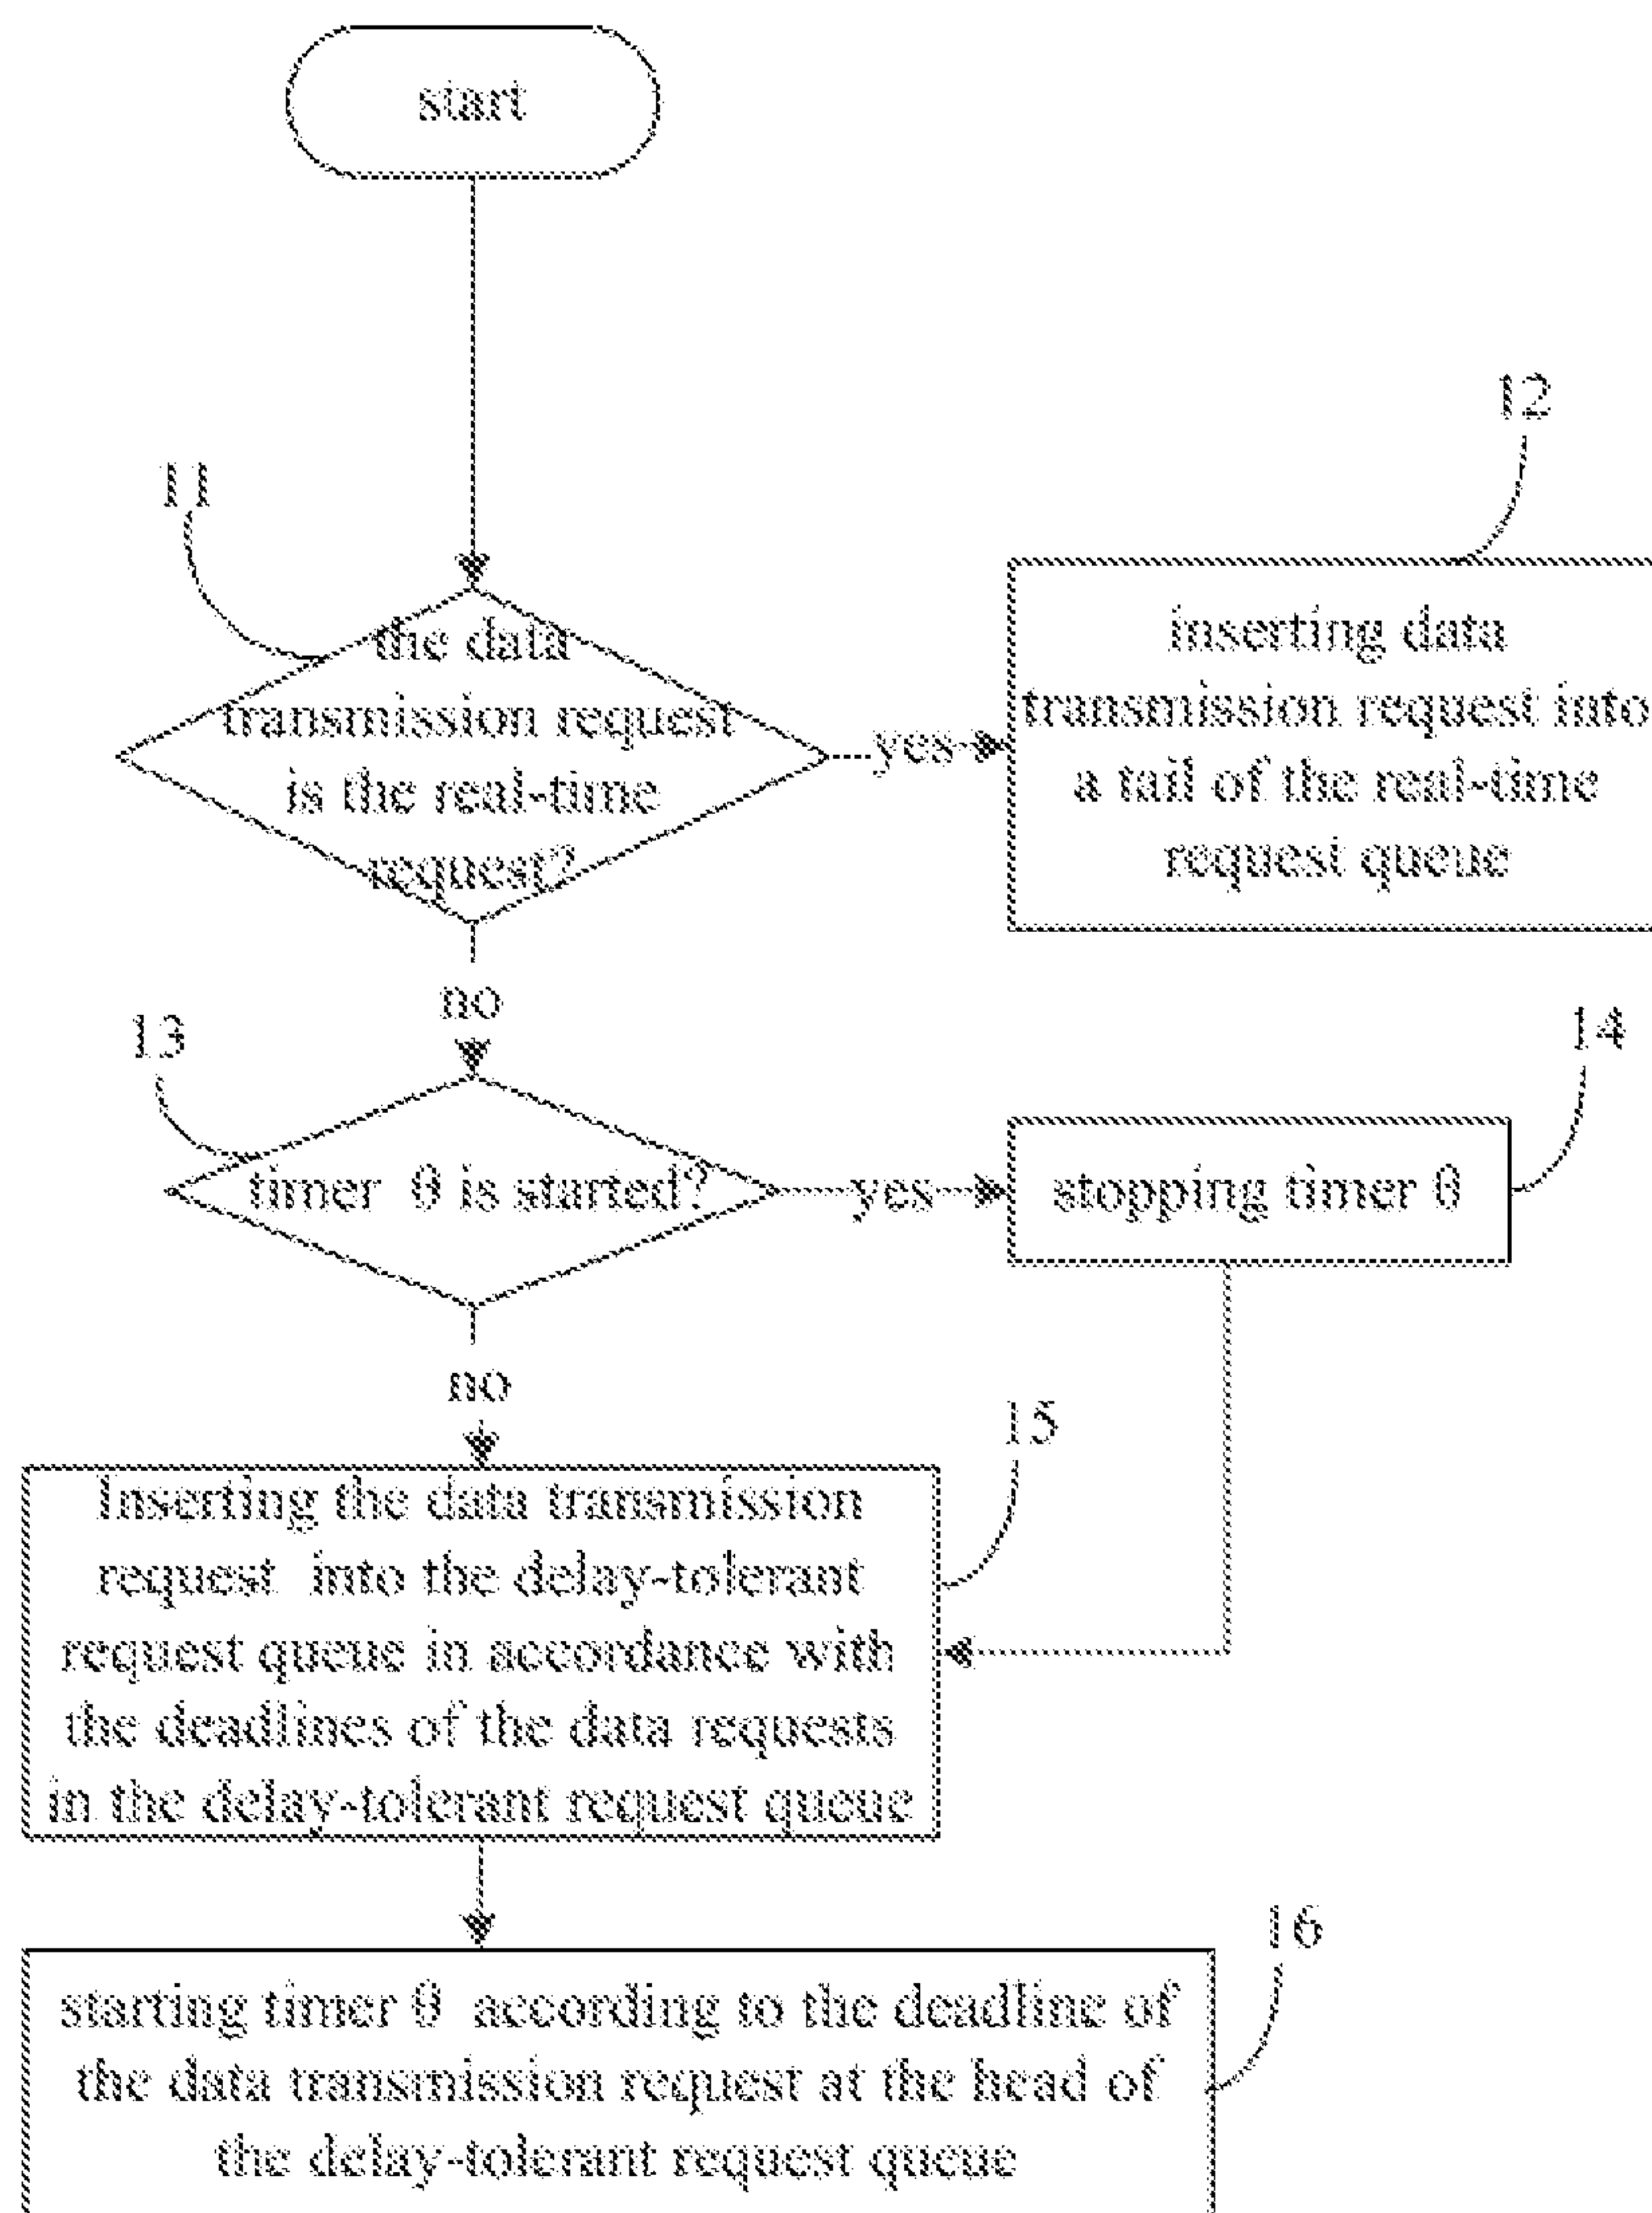 start
11
12
the data
transmission request
is the real-time
request?
yes
inserting data
transmission request into
a tail of the real-time
request queue
no
13
14
timer θ is started?
yes
stopping timer θ
no
15
Inserting the data transmission
request into the delay-tolerant
request queue in accordance with
the deadlines of the data requests
in the delay-tolerant request queue
16
starting timer θ according to the deadline of
the data transmission request at the head of
the delay-tolerant request queue